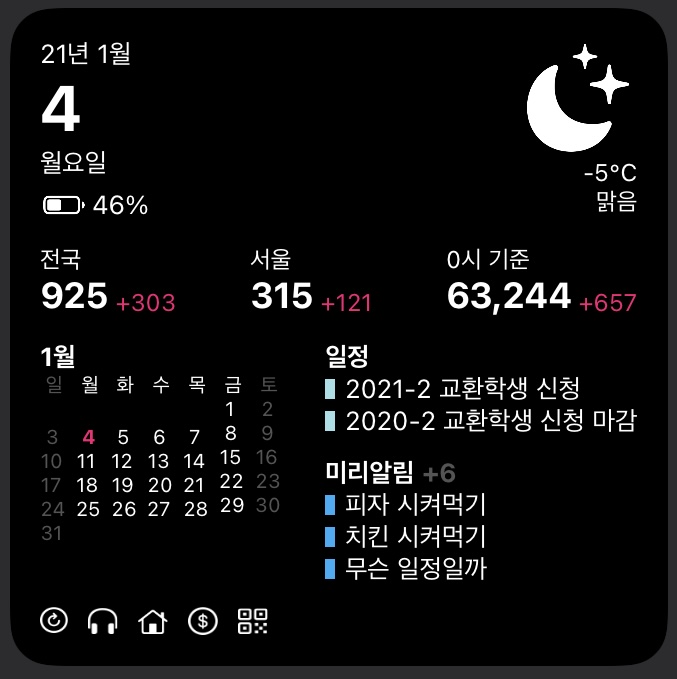 21년 1월
4
월요일
46%
-5°C
맑음
전국 서울 0시 기준
925 +303 315 +121 63,244 +657
1월
일 월 화 수 목 금 토
1 2
3 4 5 6 7 8 9
10 11 12 13 14 15 16
17 18 19 20 21 22 23
24 25 26 27 28 29 30
31
일정
2021-2 교환학생 신청
2020-2 교환학생 신청 마감
미리알림 +6
피자 시켜먹기
치킨 시켜먹기
무슨 일정일까
$